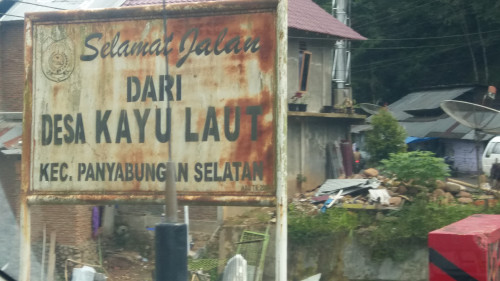 Selamat Jalan
DARI
DESA KAYU LAUT
KEC. PANYABUNGAN SELATAN